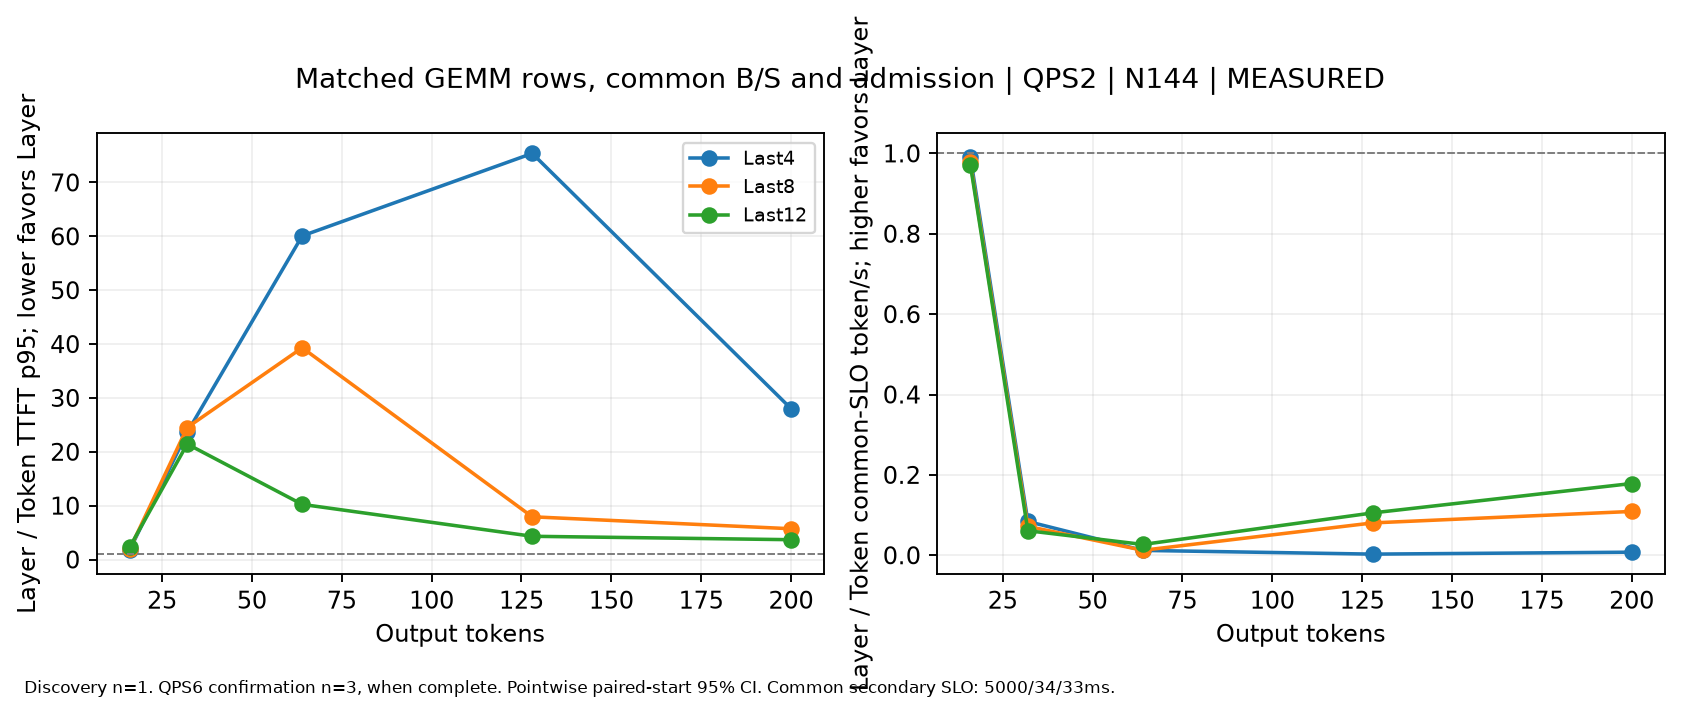 Matched GEMM rows, common B/S and admission | QPS2 | N144 | MEASURED
Layer / Token TTFT p95; lower favors Layer
70
60
50
40
30
20
10
0
Last4
Last8
Last12
25 50 75 100 125 150 175 200
Output tokens
Layer / Token common-SLO token/s; higher favors Layer
1.0
0.8
0.6
0.4
0.2
0.0
25 50 75 100 125 150 175 200
Output tokens
Discovery n=1. QPS6 confirmation n=3, when complete. Pointwise paired-start 95% CI. Common secondary SLO: 5000/34/33ms.